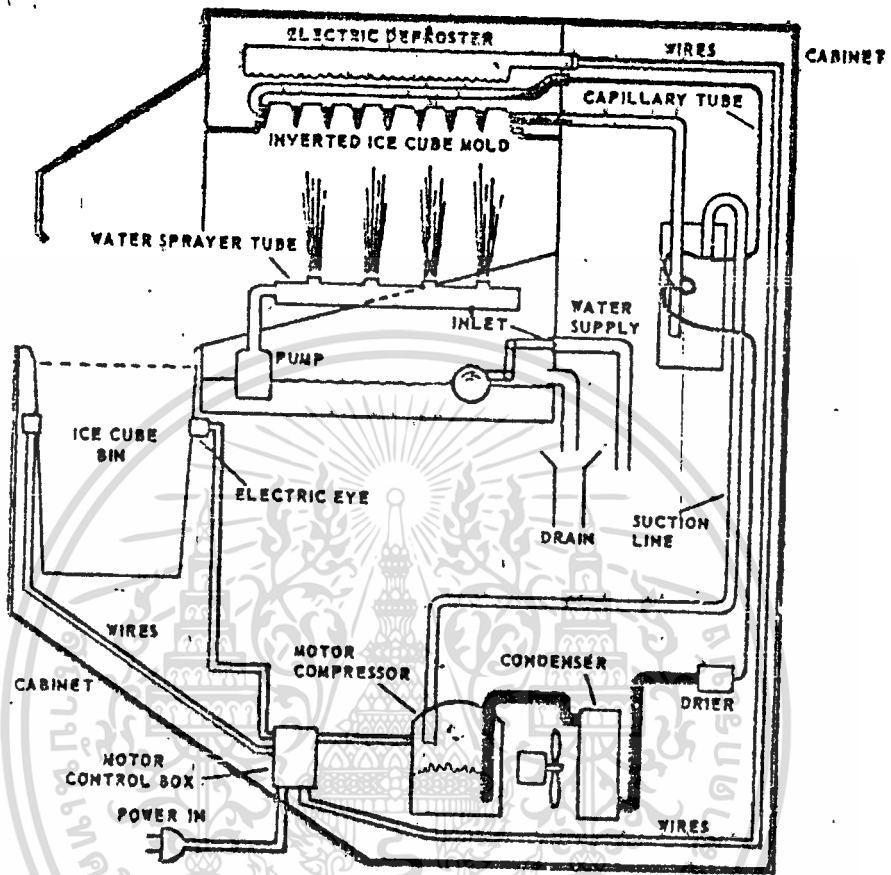 ELECTRIC DEFROSTER
WIRES
CABINET
CAPILLARY TUBE
INVERTED ICE CUBE MOLD
WATER SPRAYER TUBE
INLET
WATER
SUPPLY
PUMP
ICE CUBE
BIN
ELECTRIC EYE
DRAIN
SUCTION
LINE
WIRES
MOTOR
COMPRESSOR
CONDENSER
CABINET
DRIER
MOTOR
CONTROL BOX
POWER IN
WIRES